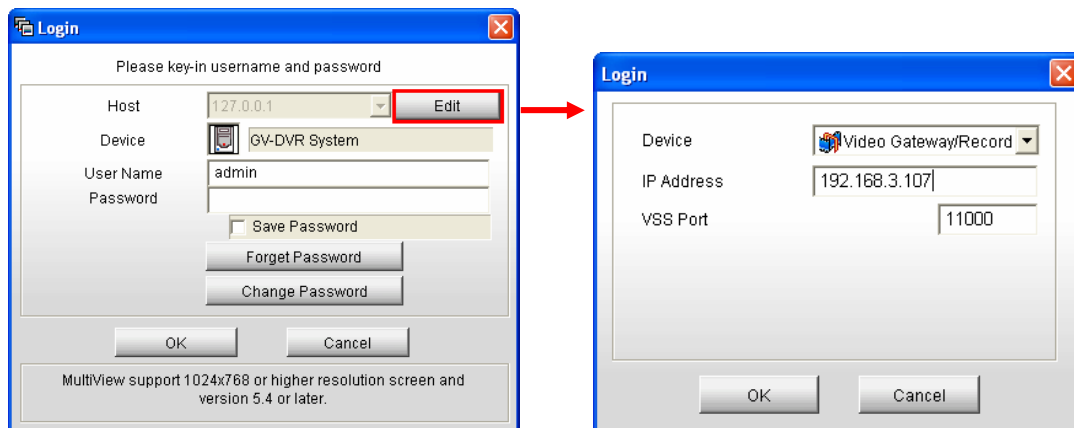 Login
Please key-in username and password
Host 127.0.0.1 Edit
Device GV-DVR System
User Name admin
Password
Save Password
Forget Password
Change Password
OK Cancel
MultiView support 1024x768 or higher resolution screen and
version 5.4 or later.
Login
Device Video Gateway/Record
IP Address 192.168.3.107
VSS Port 11000
OK Cancel